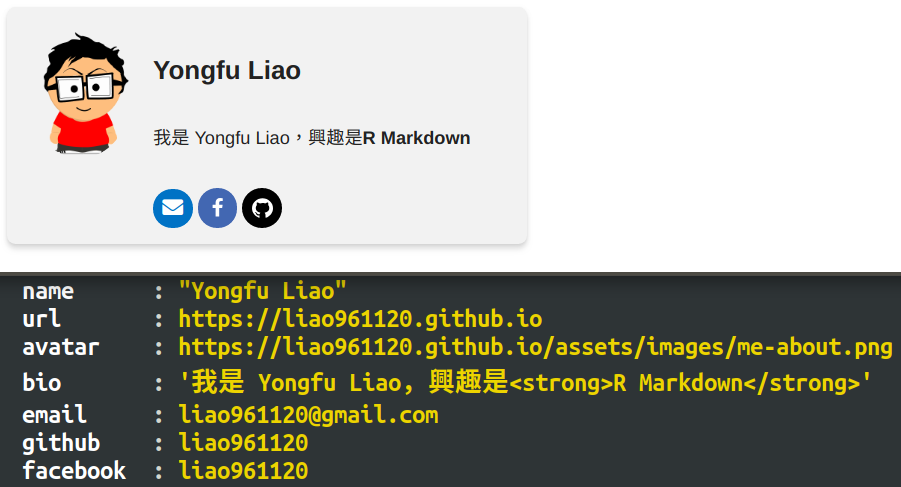 Yongfu Liao
我是 Yongfu Liao，興趣是R Markdown
name : "Yongfu Liao"
url : https://liao961120.github.io
avatar : https://liao961120.github.io/assets/images/me-about.png
bio : '我是 Yongfu Liao，興趣是<strong>R Markdown</strong>'
email : liao961120@gmail.com
github : liao961120
facebook : liao961120